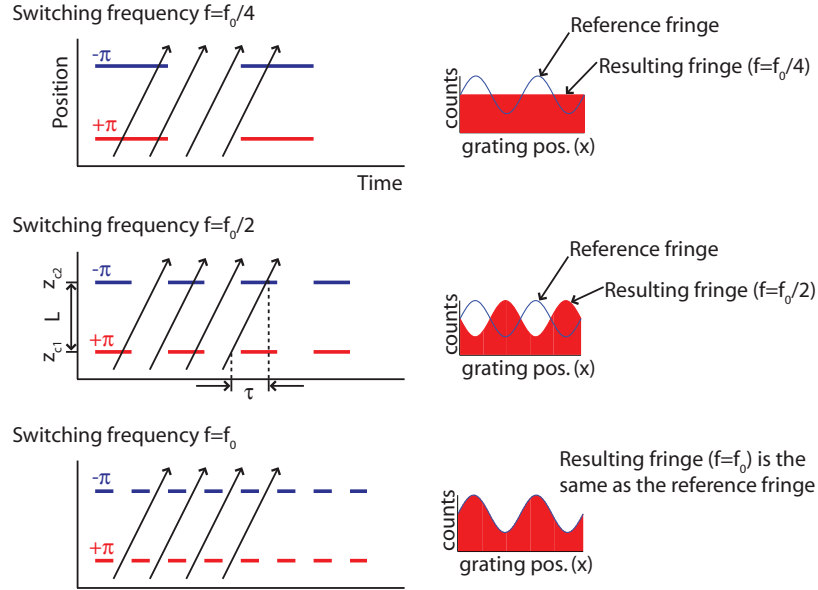 Switching frequency f=f₀/4
-π
+π
Position
Time
Reference fringe
Resulting fringe (f=f₀/4)
counts
grating pos. (x)
Switching frequency f=f₀/2
-π
+π
z_c2
L
z_c1
τ
Reference fringe
Resulting fringe (f=f₀/2)
counts
grating pos. (x)
Switching frequency f=f₀
-π
+π
Resulting fringe (f=f₀) is the
same as the reference fringe
counts
grating pos. (x)